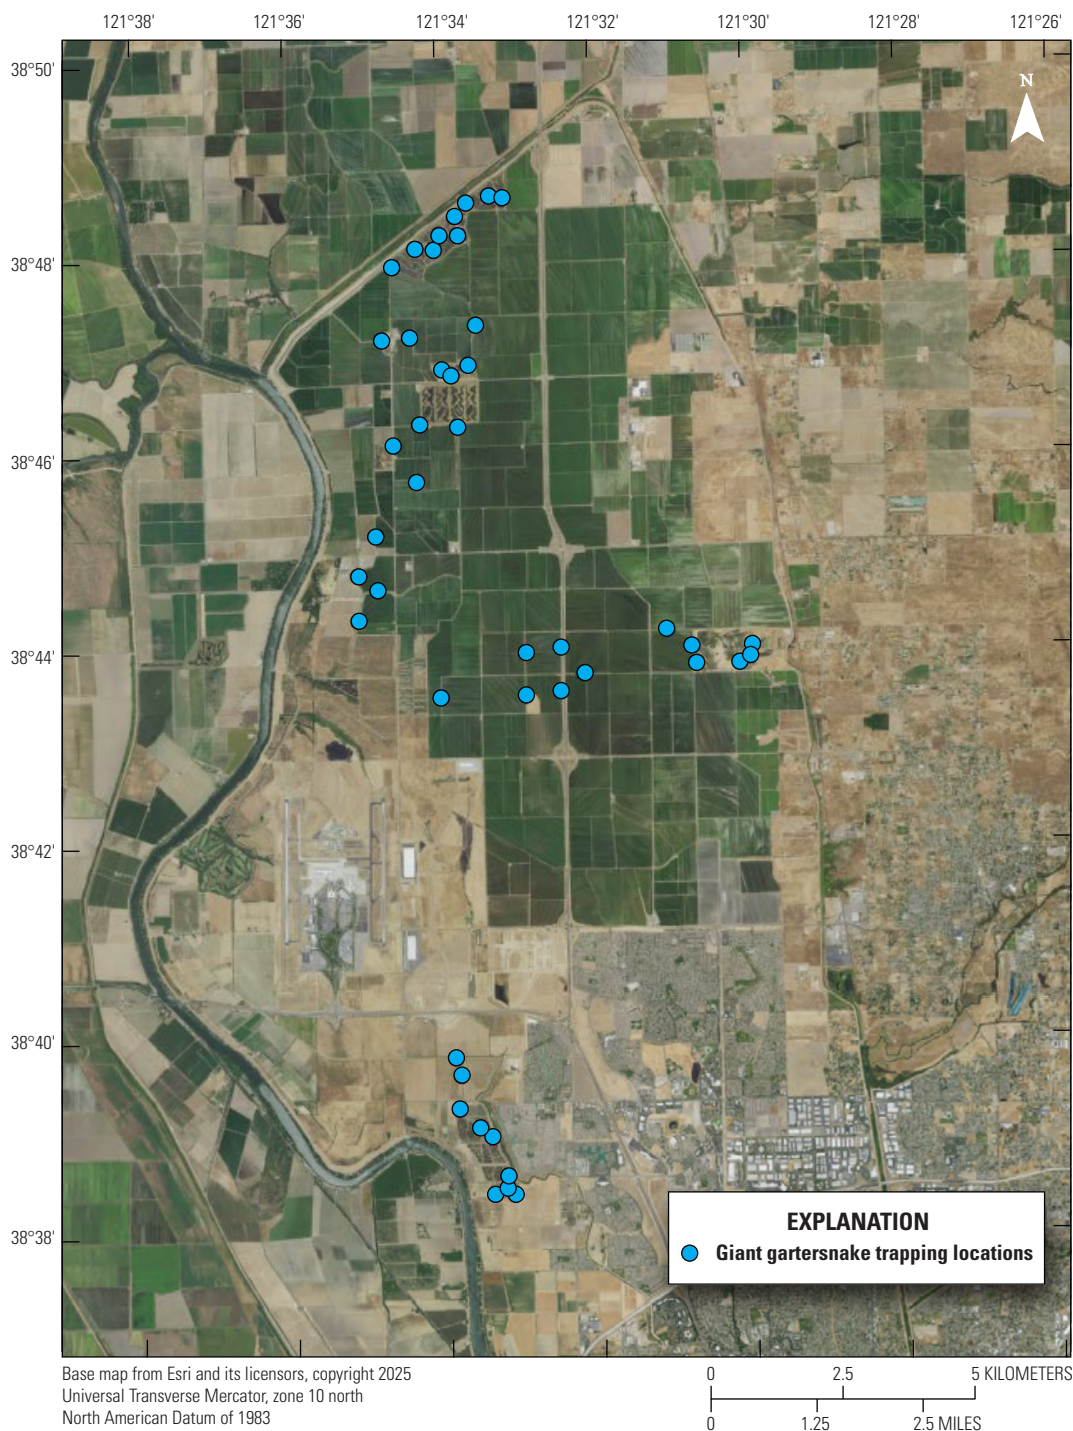 121°38' 121°36' 121°34' 121°32' 121°30' 121°28' 121°26'
38°50'
N
38°48'
38°46'
38°44'
38°42'
38°40'
38°38'
EXPLANATION
Giant gartersnake trapping locations
Base map from Esri and its licensors, copyright 2025
Universal Transverse Mercator, zone 10 north
North American Datum of 1983
0 2.5 5 KILOMETERS
0 1.25 2.5 MILES